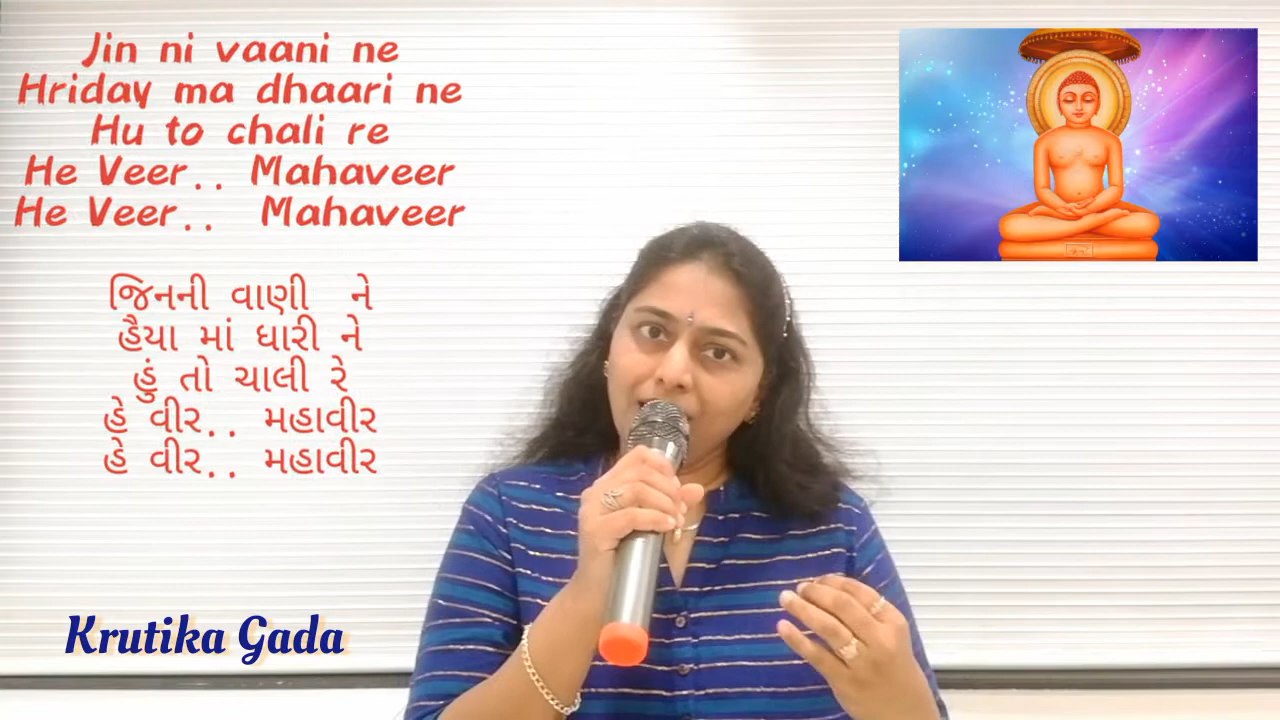 Jin ni vaani ne
Hriday ma dhaari ne
Hu to chali re
He Veer.. Mahaveer
He Veer.. Mahaveer
જિનની વાણી ને
હૈયા માં ધારી ને
હું તો ચાલી રે
હે વીર.. મહાવીર
હે વીર.. મહાવીર
Krutika Gada